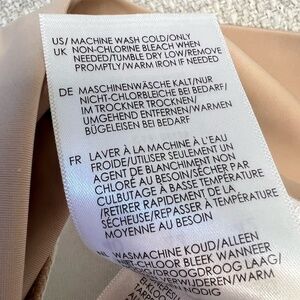 US/ MACHINE WASH COLD/ONLY
UK NON-CHLORINE BLEACH WHEN
NEEDED/TUMBLE DRY LOW/REMOVE
PROMPTLY/WARM IRON IF NEEDED
DE MASCHINENWÄSCHE KALT/NUR
NICHT-CHLORBLEICHE BEI BEDARF/
IM TROCKNER TROCKNEN/
UMGEHEND ENTFERNEN/WARMEN
BÜGELEISEN BEI BEDARF
FR LAVER À LA MACHINE À L'EAU
FROIDE/UTILISER SEULEMENT UN
AGENT DE BLANCHIMENT NON
CHLORÉ AU BESOIN/SÉCHER PAR
CULBUTAGE À BASSE TEMPÉRATURE
/RETIRER RAPIDEMENT DE LA
SÉCHEUSE/REPASSER À TEMPÉRATURE
MOYENNE AU BESOIN
NL WASMACHINE KOUD/ALLEEN
NIET-CHLOOR BLEEK WANNEER
/DROOGDROOG LAAG/
/WARM
NODIG